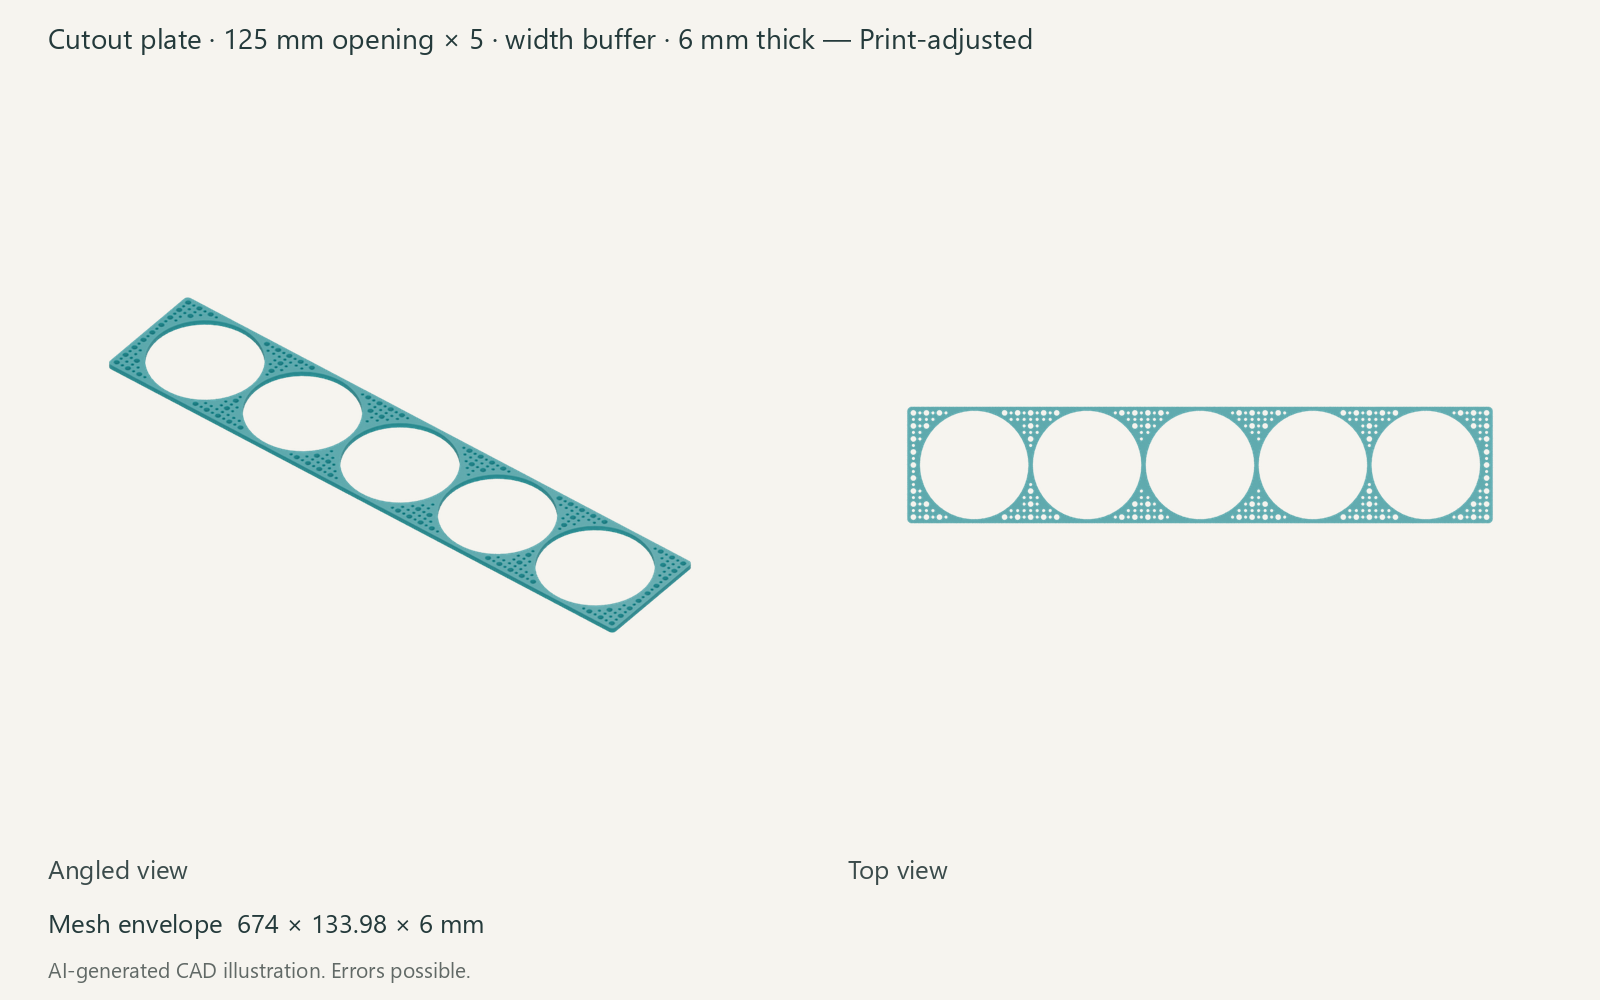 Cutout plate · 125 mm opening × 5 · width buffer · 6 mm thick — Print-adjusted
Angled view
Top view
Mesh envelope 674 × 133.98 × 6 mm
AI-generated CAD illustration. Errors possible.